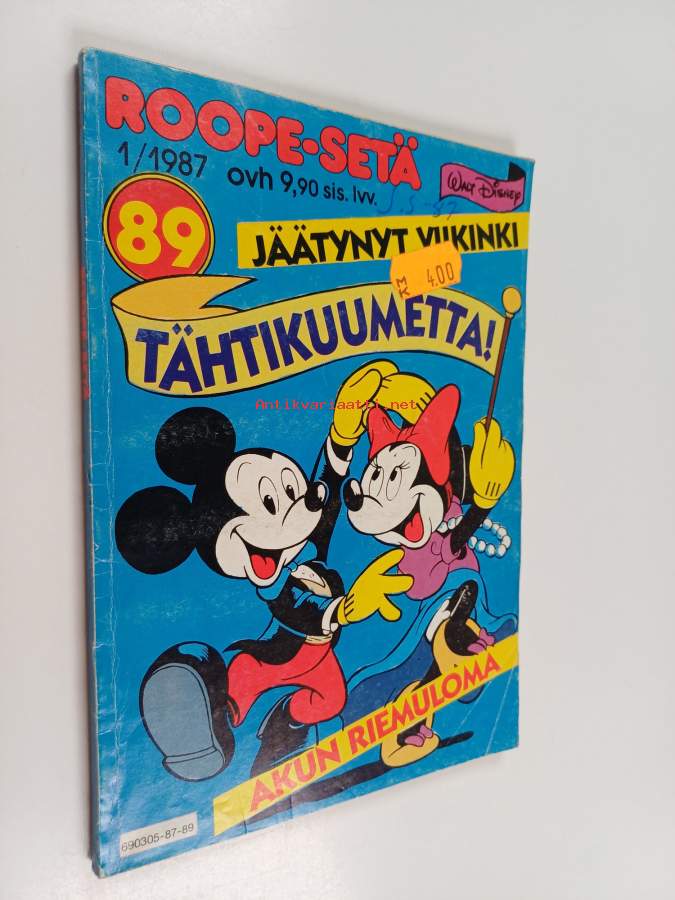 ROOPE-SETÄ
1/1987 ovh 9,90 sis. lvv.
WALT DISNEY
89
JÄÄTYNYT VIIKINKI
MK 4.00
TÄHTIKUUMETTA!
Antikvariaatti.net
AKUN RIEMULOMA
690305-87-89